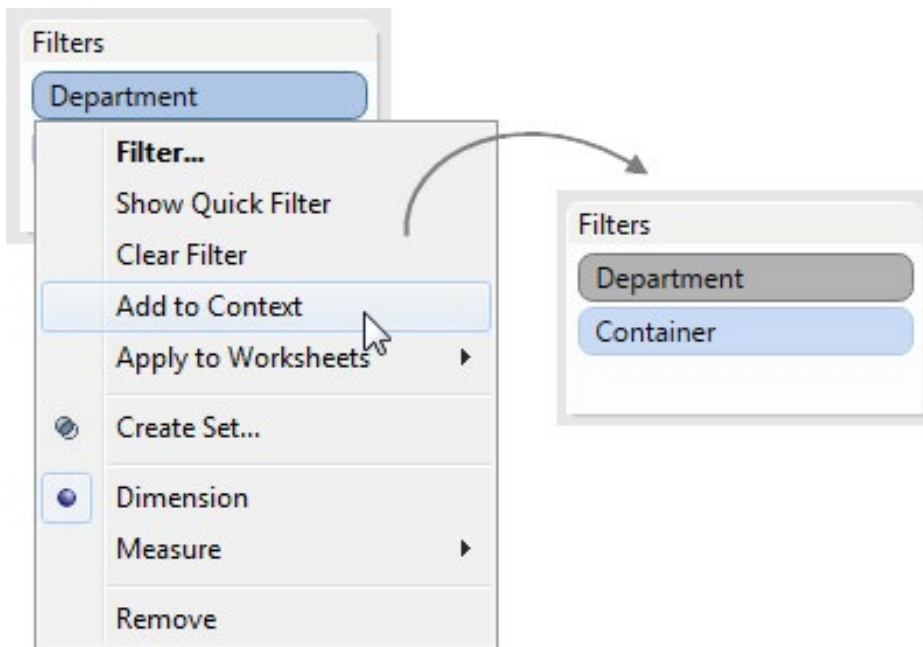 Filters
Department
Filter...
Show Quick Filter
Clear Filter
Add to Context
Apply to Worksheets
Create Set...
Dimension
Measure
Remove
Filters
Department
Container